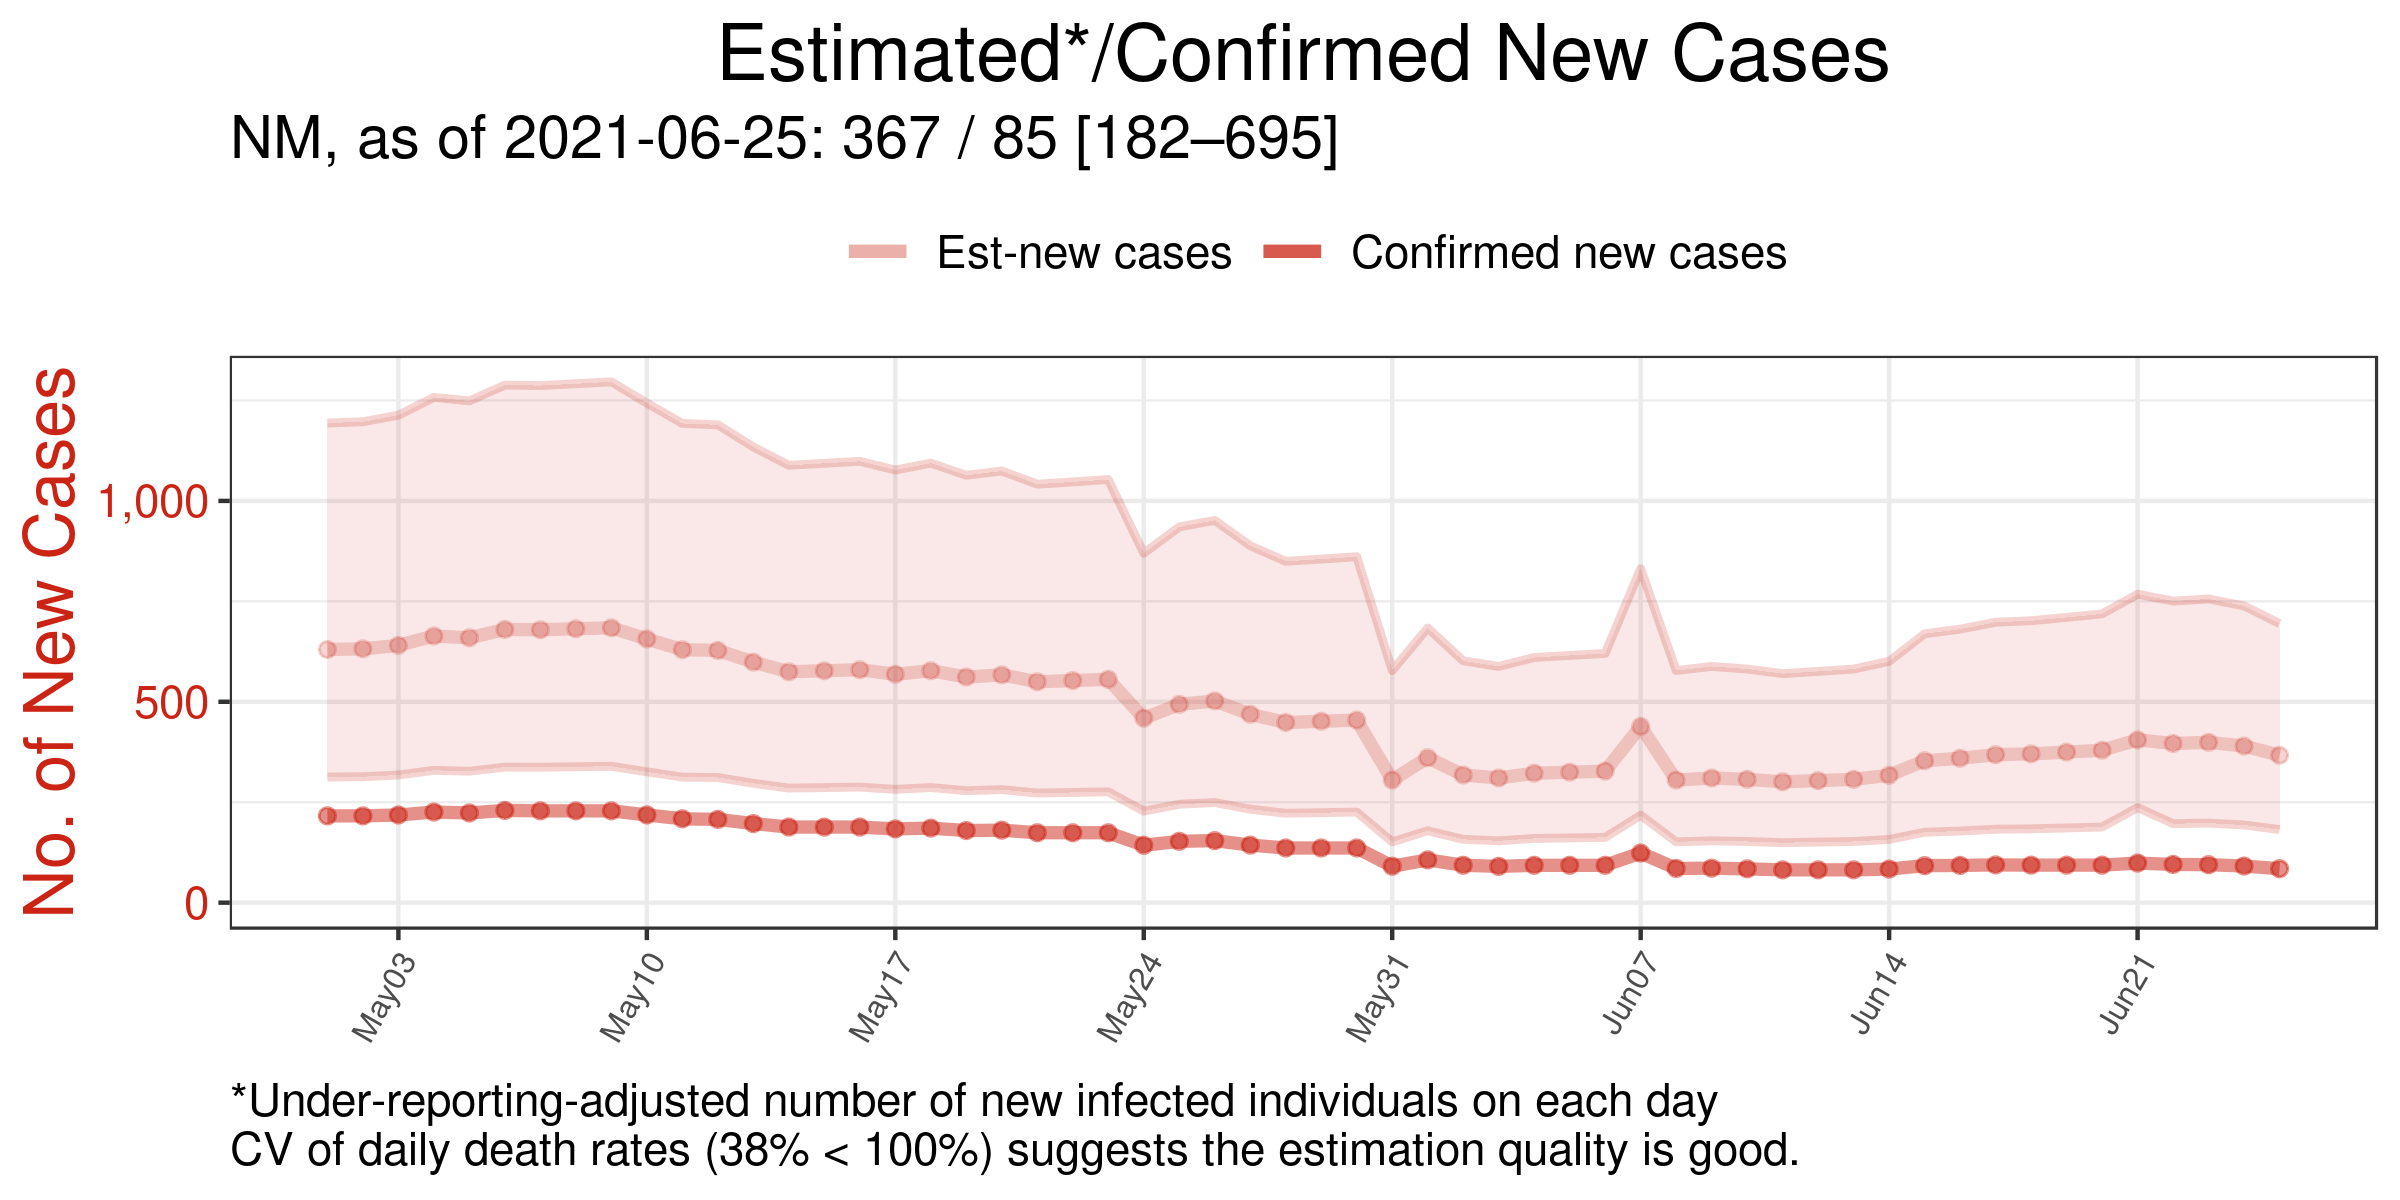 Estimated*/Confirmed New Cases
NM, as of 2021-06-25: 367 / 85 [182–695]
Est-new cases
Confirmed new cases
No. of New Cases
1,000
500
0
May03
May10
May17
May24
May31
Jun07
Jun14
Jun21
*Under-reporting-adjusted number of new infected individuals on each day
CV of daily death rates (38% < 100%) suggests the estimation quality is good.